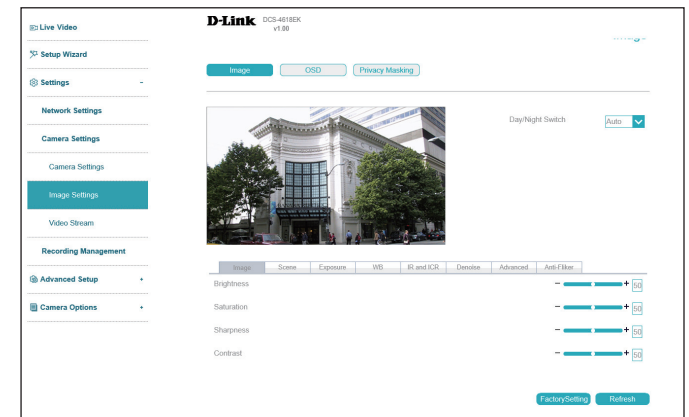 D-Link DCS-4618EK
v1.00
Live Video
Setup Wizard
Settings -
Network Settings
Camera Settings
Camera Settings
Image Settings
Video Stream
Recording Management
Advanced Setup +
Camera Options +
Image OSD Privacy Masking
Day/Night Switch Auto
Image Scene Exposure WB IR and ICR Denoise Advanced Anti-Fliker
Brightness - + 50
Saturation - + 50
Sharpness - + 50
Contrast - + 50
FactorySetting Refresh